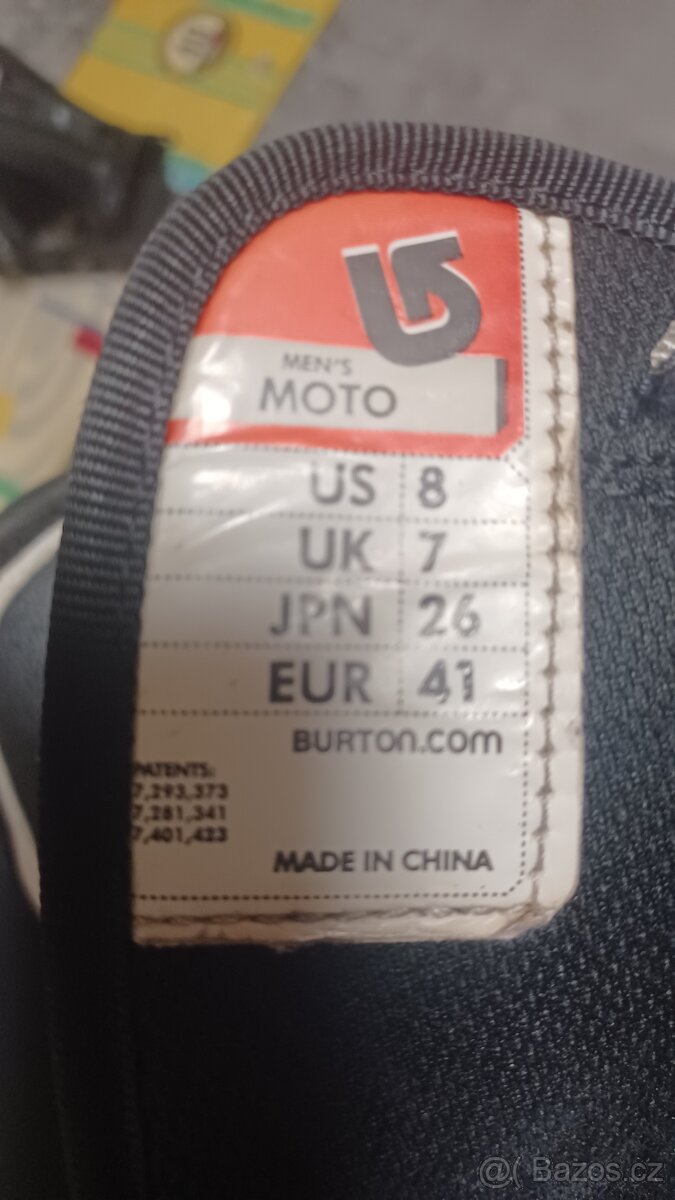 MEN'S
MOTO
US 8
UK 7
JPN 26
EUR 41
BURTON.COM
PATENTS:
7,293,373
7,281,341
7,401,423
MADE IN CHINA
@( Bazos.cz